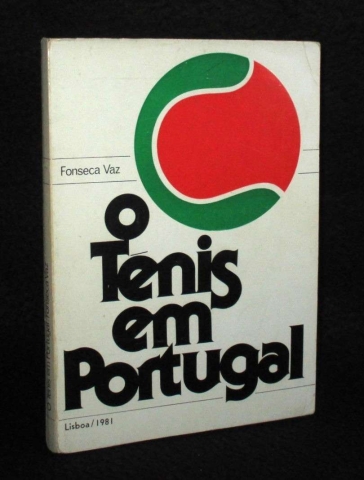 Fonseca Vaz
o
Ténis
em
Portugal
Lisboa/1981